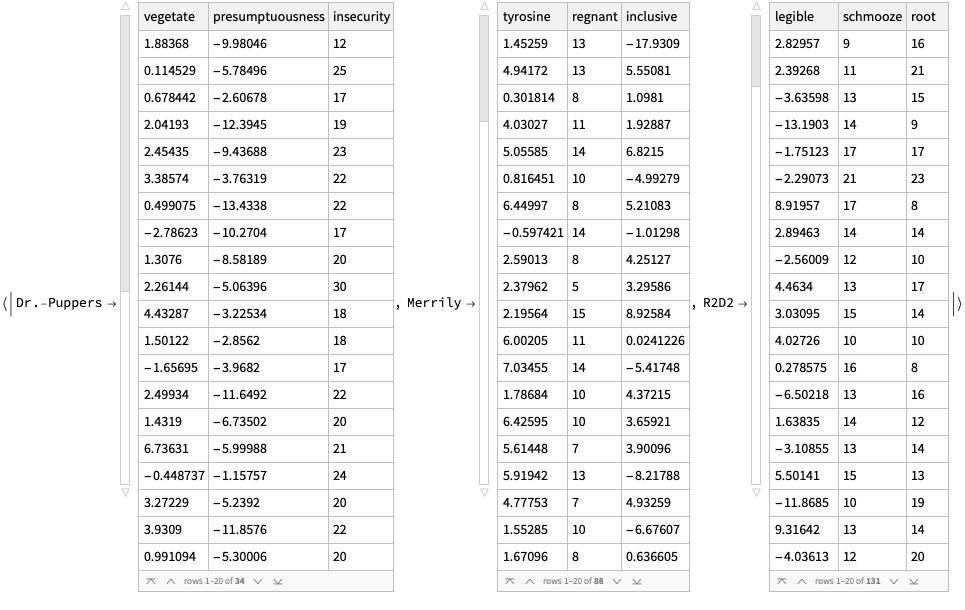 vegetate presumptuousness insecurity tyrosine regnant inclusive legible schmooze root
1.88368 −9.98046 12 1.45259 13 −17.9309 2.82957 9 16
0.114529 −5.78496 25 4.94172 13 5.55081 2.39268 11 21
0.678442 −2.60678 17 0.301814 8 1.0981 −3.63598 13 15
2.04193 −12.3945 19 4.03027 11 1.92887 −13.1903 14 9
2.45435 −9.43688 23 5.05585 14 6.8215 −1.75123 17 17
3.38574 −3.76319 22 0.816451 10 −4.99279 −2.29073 21 23
0.499075 −13.4338 22 6.44997 8 5.21083 8.91957 17 8
−2.78623 −10.2704 17 −0.597421 14 −1.01298 2.89463 14 14
1.3076 −8.58189 20 2.59013 8 4.25127 −2.56009 12 10
2.26144 −5.06396 30 2.37962 5 3.29586 4.4634 13 17
⟨| Dr.-Puppers → 4.43287 −3.22534 18 , Merrily → 2.19564 15 8.92584 , R2D2 → 3.03095 15 14 |⟩
1.50122 −2.8562 18 6.00205 11 0.0241226 4.02726 10 10
−1.65695 −3.9682 17 7.03455 14 −5.41748 0.278575 16 8
2.49934 −11.6492 22 1.78684 10 4.37215 −6.50218 13 16
1.4319 −6.73502 20 6.42595 10 3.65921 1.63835 14 12
6.73631 −5.99988 21 5.61448 7 3.90096 −3.10855 13 14
−0.448737 −1.15757 24 5.91942 13 −8.21788 5.50141 15 13
3.27229 −5.2392 20 4.77753 7 4.93259 −11.8685 10 19
3.9309 −11.8576 22 1.55285 10 −6.67607 9.31642 13 14
0.991094 −5.30006 20 1.67096 8 0.636605 −4.03613 12 20
rows 1–20 of 34 rows 1–20 of 88 rows 1–20 of 131